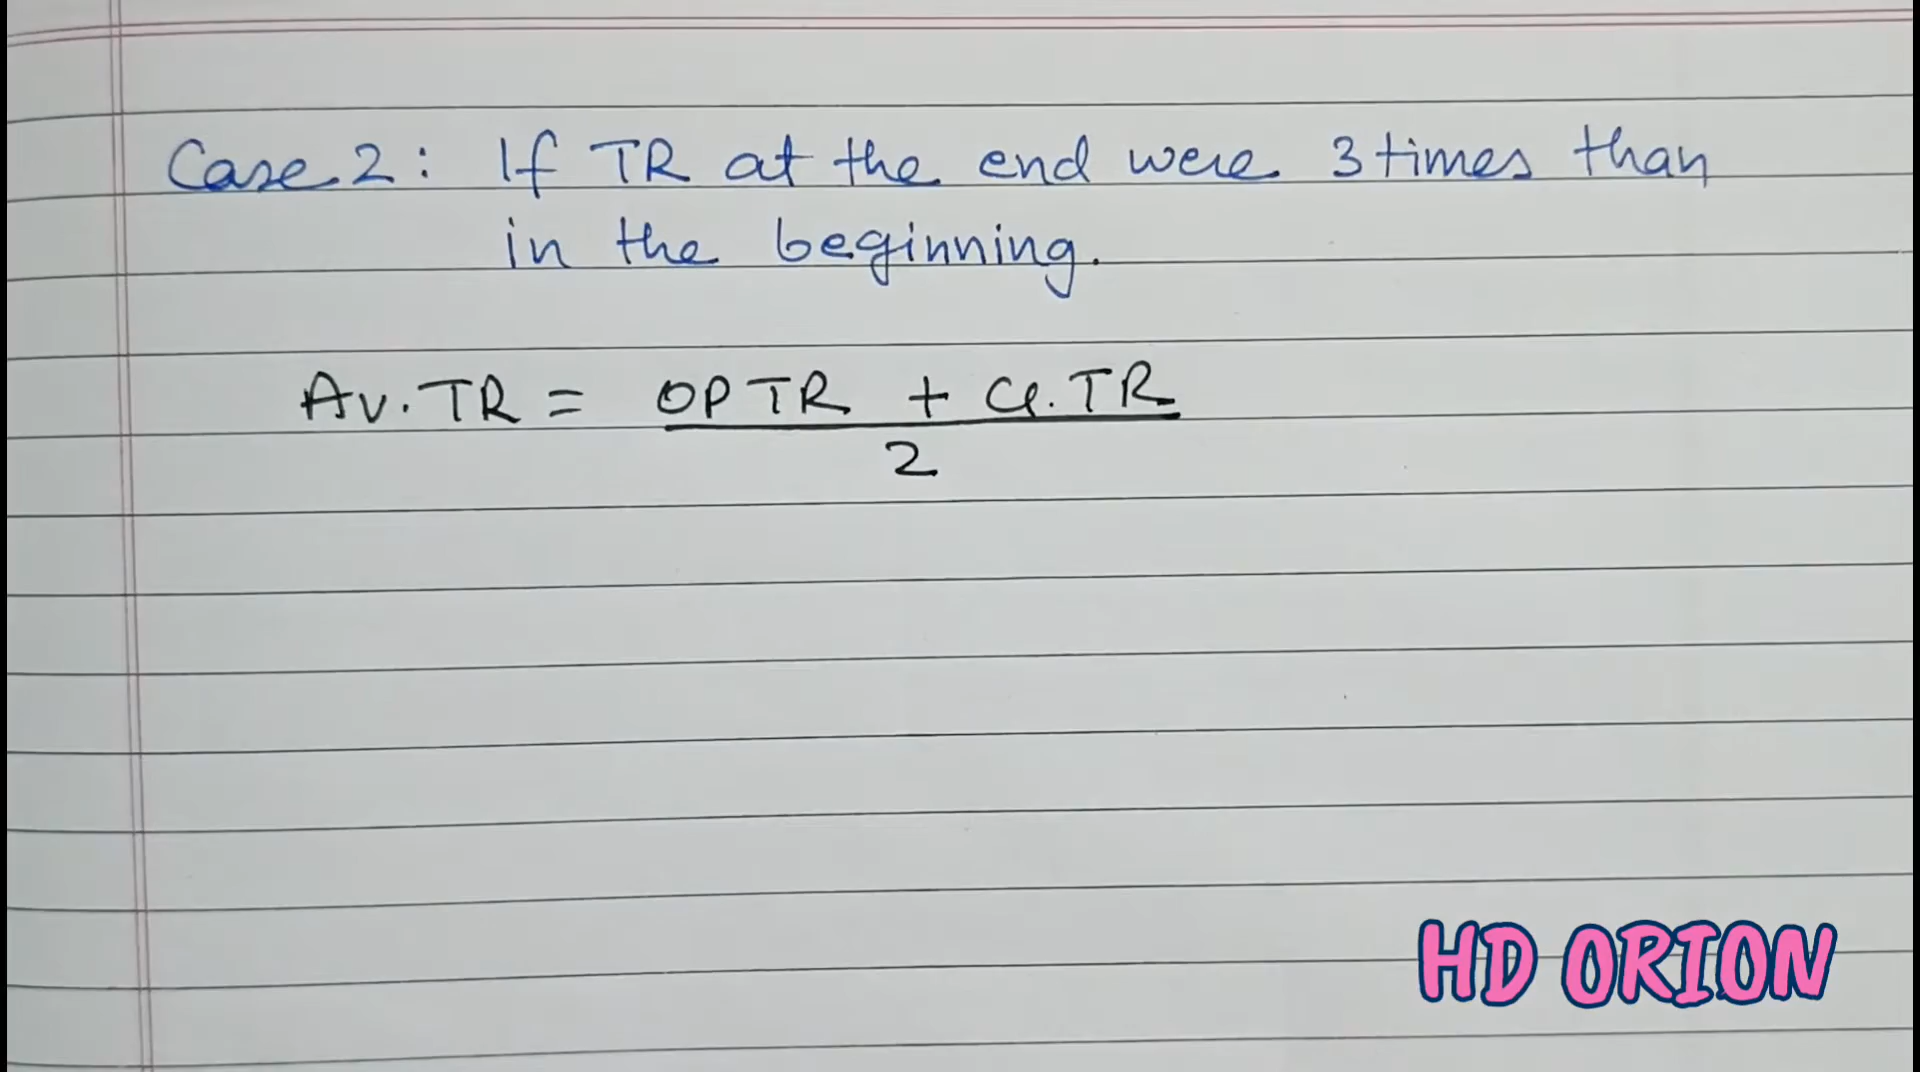 Case 2: If TR at the end were 3 times than
in the beginning.
Av. TR = OP TR + Cl. TR
2
HD ORION